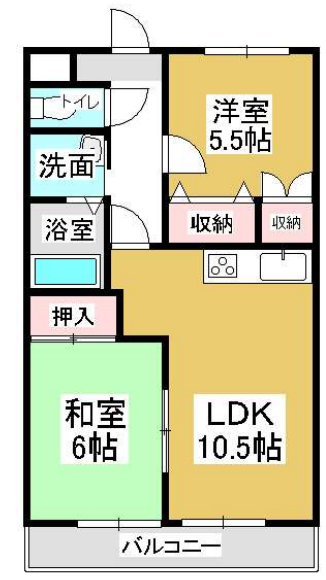 トイレ
洋室
5.5帖
洗面
収納
収納
浴室
押入
和室
6帖
LDK
10.5帖
バルコニー